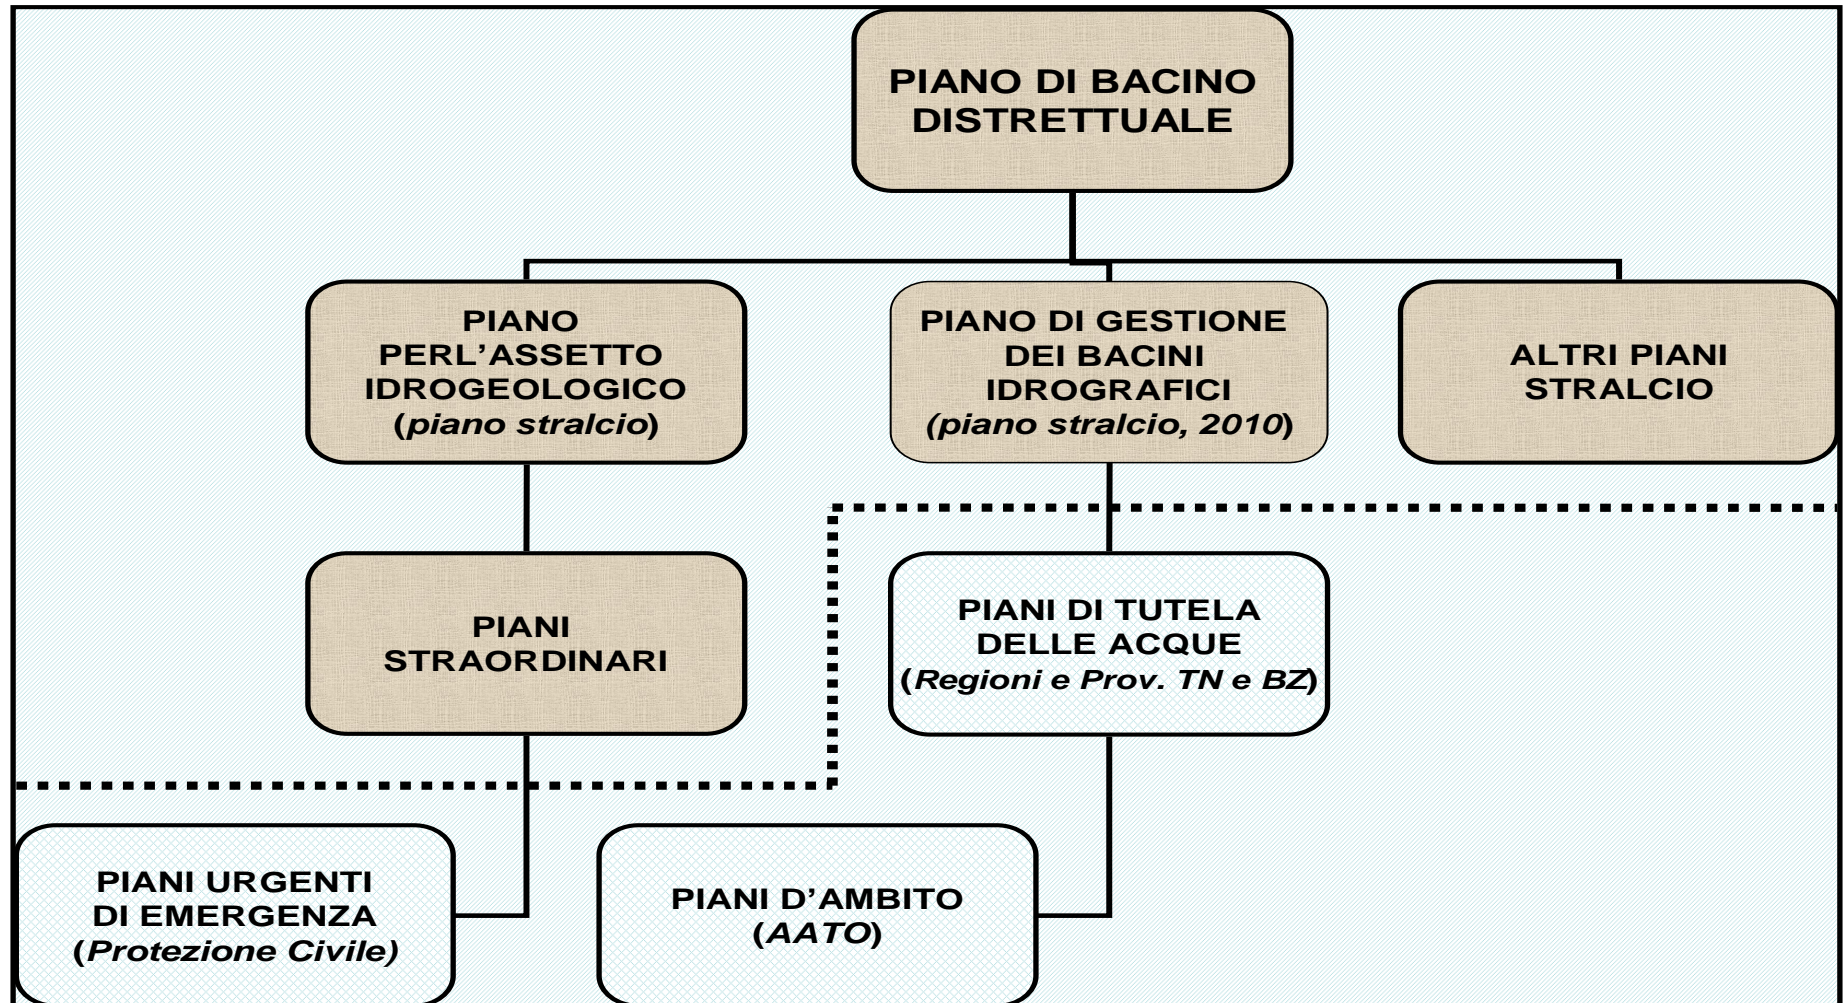 PIANO DI BACINO
DISTRETTUALE
PIANO
PERL’ASSETTO
IDROGEOLOGICO
(piano stralcio)
PIANO DI GESTIONE
DEI BACINI
IDROGRAFICI
(piano stralcio, 2010)
ALTRI PIANI
STRALCIO
PIANI
STRAORDINARI
PIANI DI TUTELA
DELLE ACQUE
(Regioni e Prov. TN e BZ)
PIANI URGENTI
DI EMERGENZA
(Protezione Civile)
PIANI D’AMBITO
(AATO)